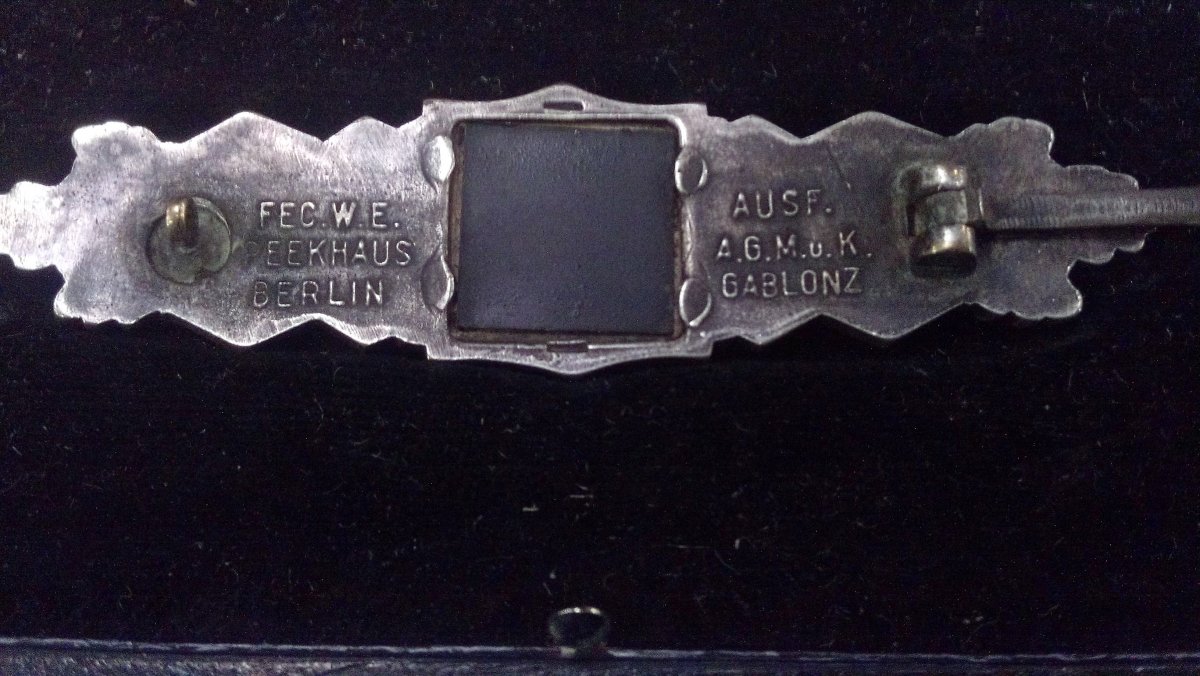 FEC.W.E.
PEEKHAUS
BERLIN
AUSF.
A.G.M.u.K.
GABLONZ